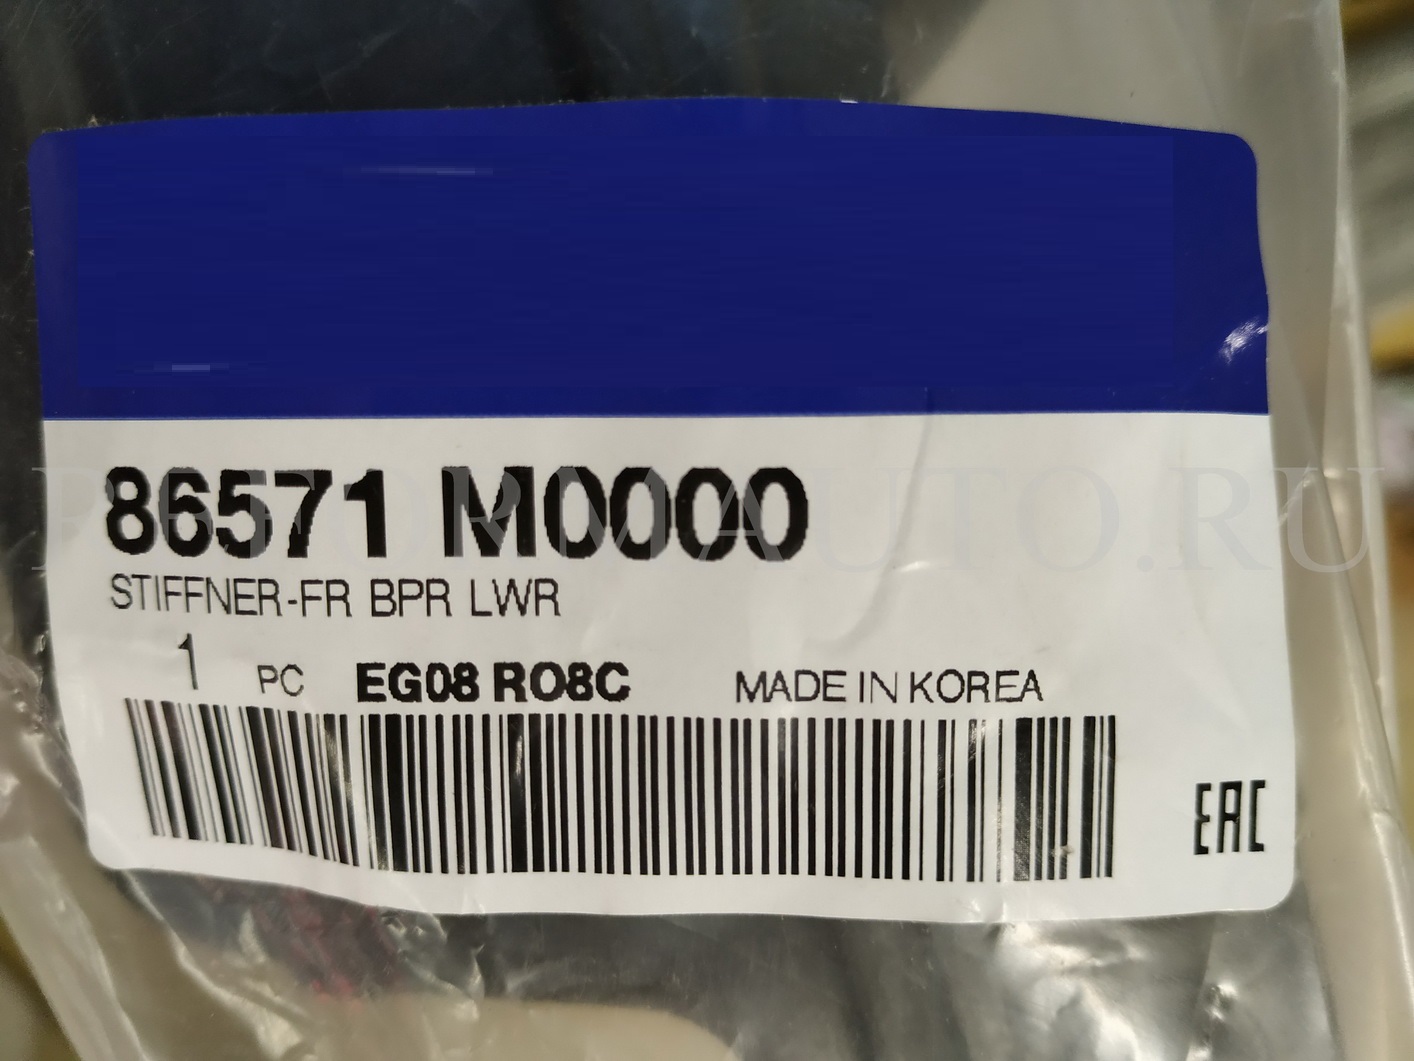 86571 M0000
STIFFNER-FR BPR LWR
1 PC EG08 RO8C MADE IN KOREA
EAC